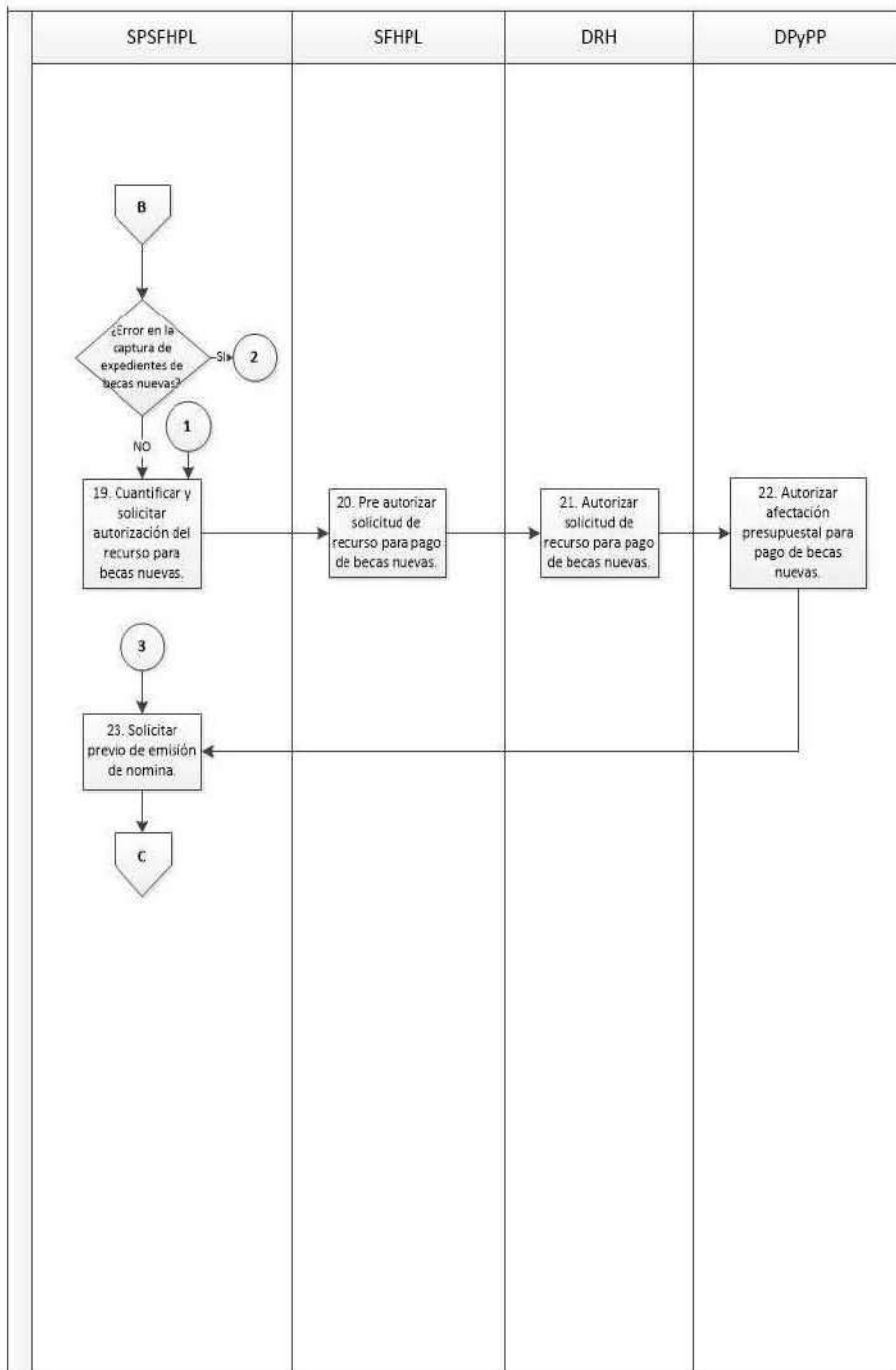 SPSFHPL
SFHPL
DRH
DPyPP
B
¿Error en la
captura de
expedientes de
becas nuevas?
SI
2
1
NO
19. Cuantificar y
solicitar
autorización del
recurso para
becas nuevas.
20. Pre autorizar
solicitud de
recurso para pago
de becas nuevas.
21. Autorizar
solicitud de
recurso para pago
de becas nuevas.
22. Autorizar
afectación
presupuestal para
pago de becas
nuevas.
3
23. Solicitar
previo de emisión
de nomina.
C